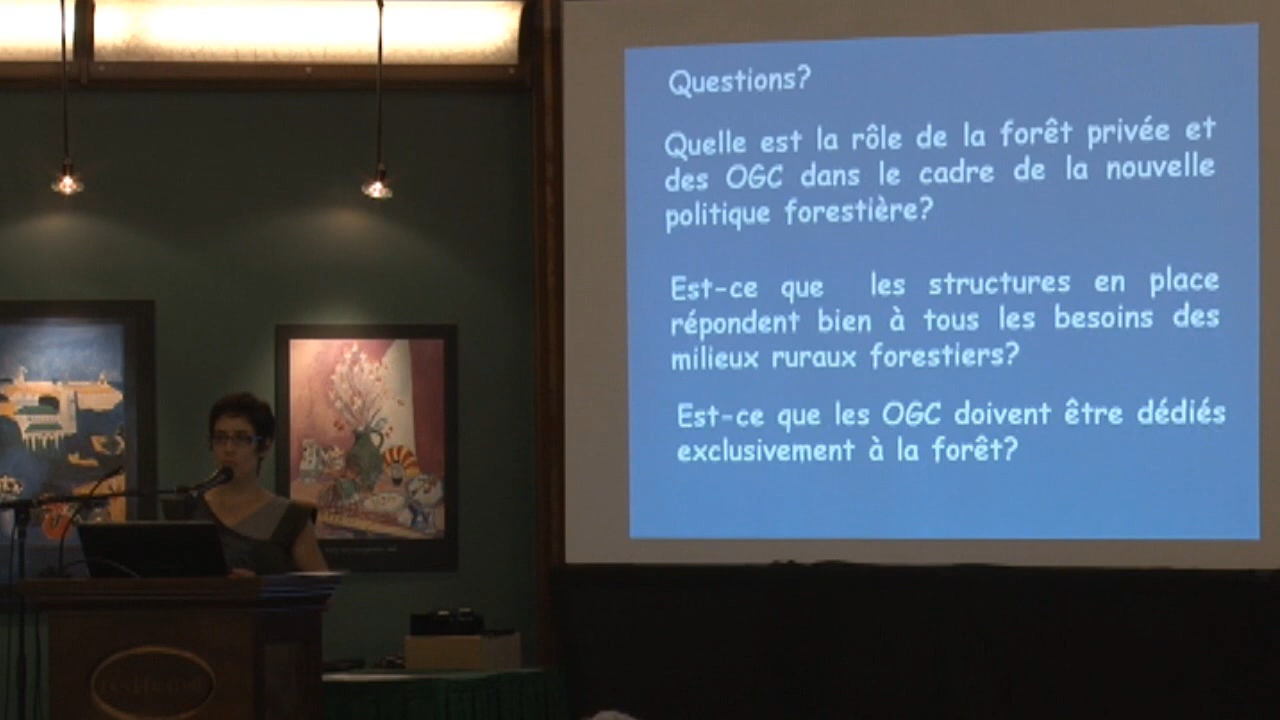 Questions?
Quelle est la rôle de la forêt privée et
des OGC dans le cadre de la nouvelle
politique forestière?
Est-ce que les structures en place
répondent bien à tous les besoins des
milieux ruraux forestiers?
Est-ce que les OGC doivent être dédiés
exclusivement à la forêt?